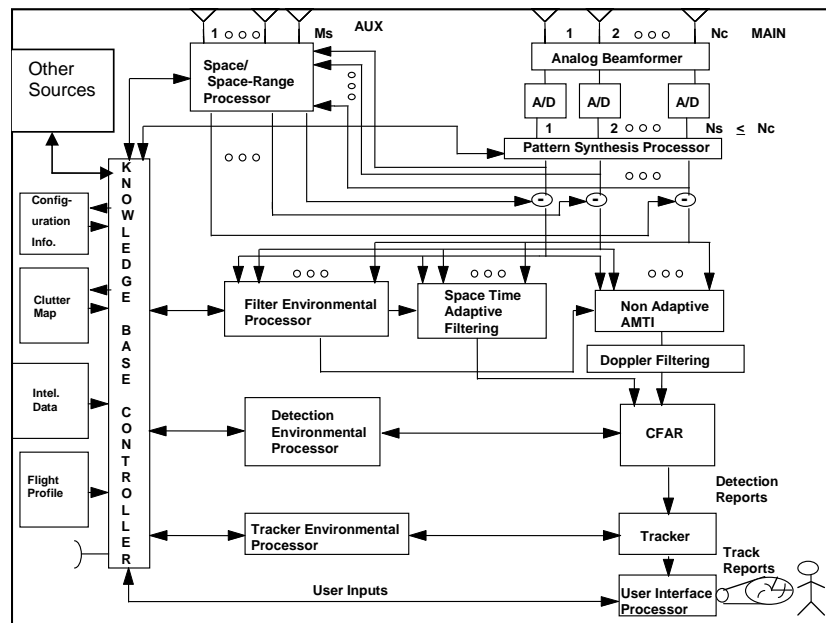 1
Ms
AUX
1
2
Nc
MAIN
Other
Sources
Space/
Space-Range
Processor
Analog Beamformer
A/D
A/D
A/D
1
2
Ns ≤ Nc
Pattern Synthesis Processor
KNOWLEDGE BASE CONTROLLER
-
-
-
Config-
uration
Info.
Clutter
Map
Filter Environmental
Processor
Space Time
Adaptive
Filtering
Non Adaptive
AMTI
Doppler Filtering
Intel.
Data
Detection
Environmental
Processor
CFAR
Flight
Profile
Detection
Reports
Tracker Environmental
Processor
Tracker
Track
Reports
User Inputs
User Interface
Processor